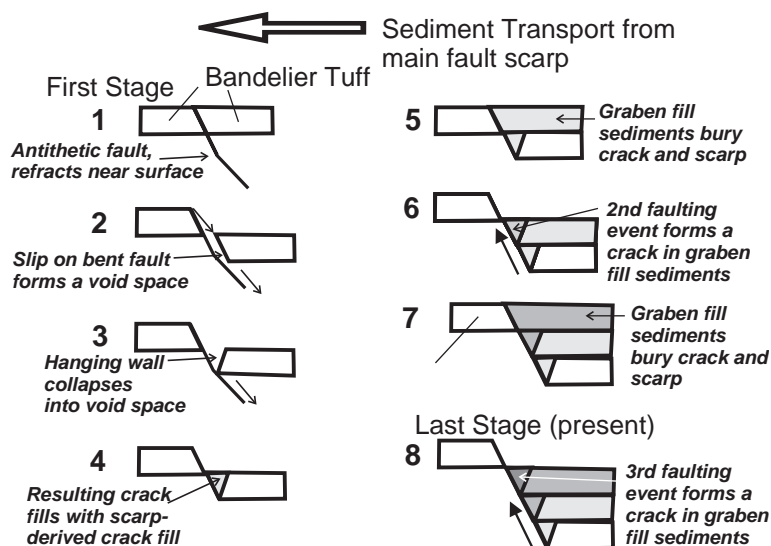 Sediment Transport from
main fault scarp
First Stage
Bandelier Tuff
1
Antithetic fault,
refracts near surface
2
Slip on bent fault
forms a void space
3
Hanging wall
collapses
into void space
4
Resulting crack
fills with scarp-
derived crack fill
5
Graben fill
sediments bury
crack and scarp
6
2nd faulting
event forms a
crack in graben
fill sediments
7
Graben fill
sediments
bury crack and
scarp
Last Stage (present)
8
3rd faulting
event forms a
crack in graben
fill sediments